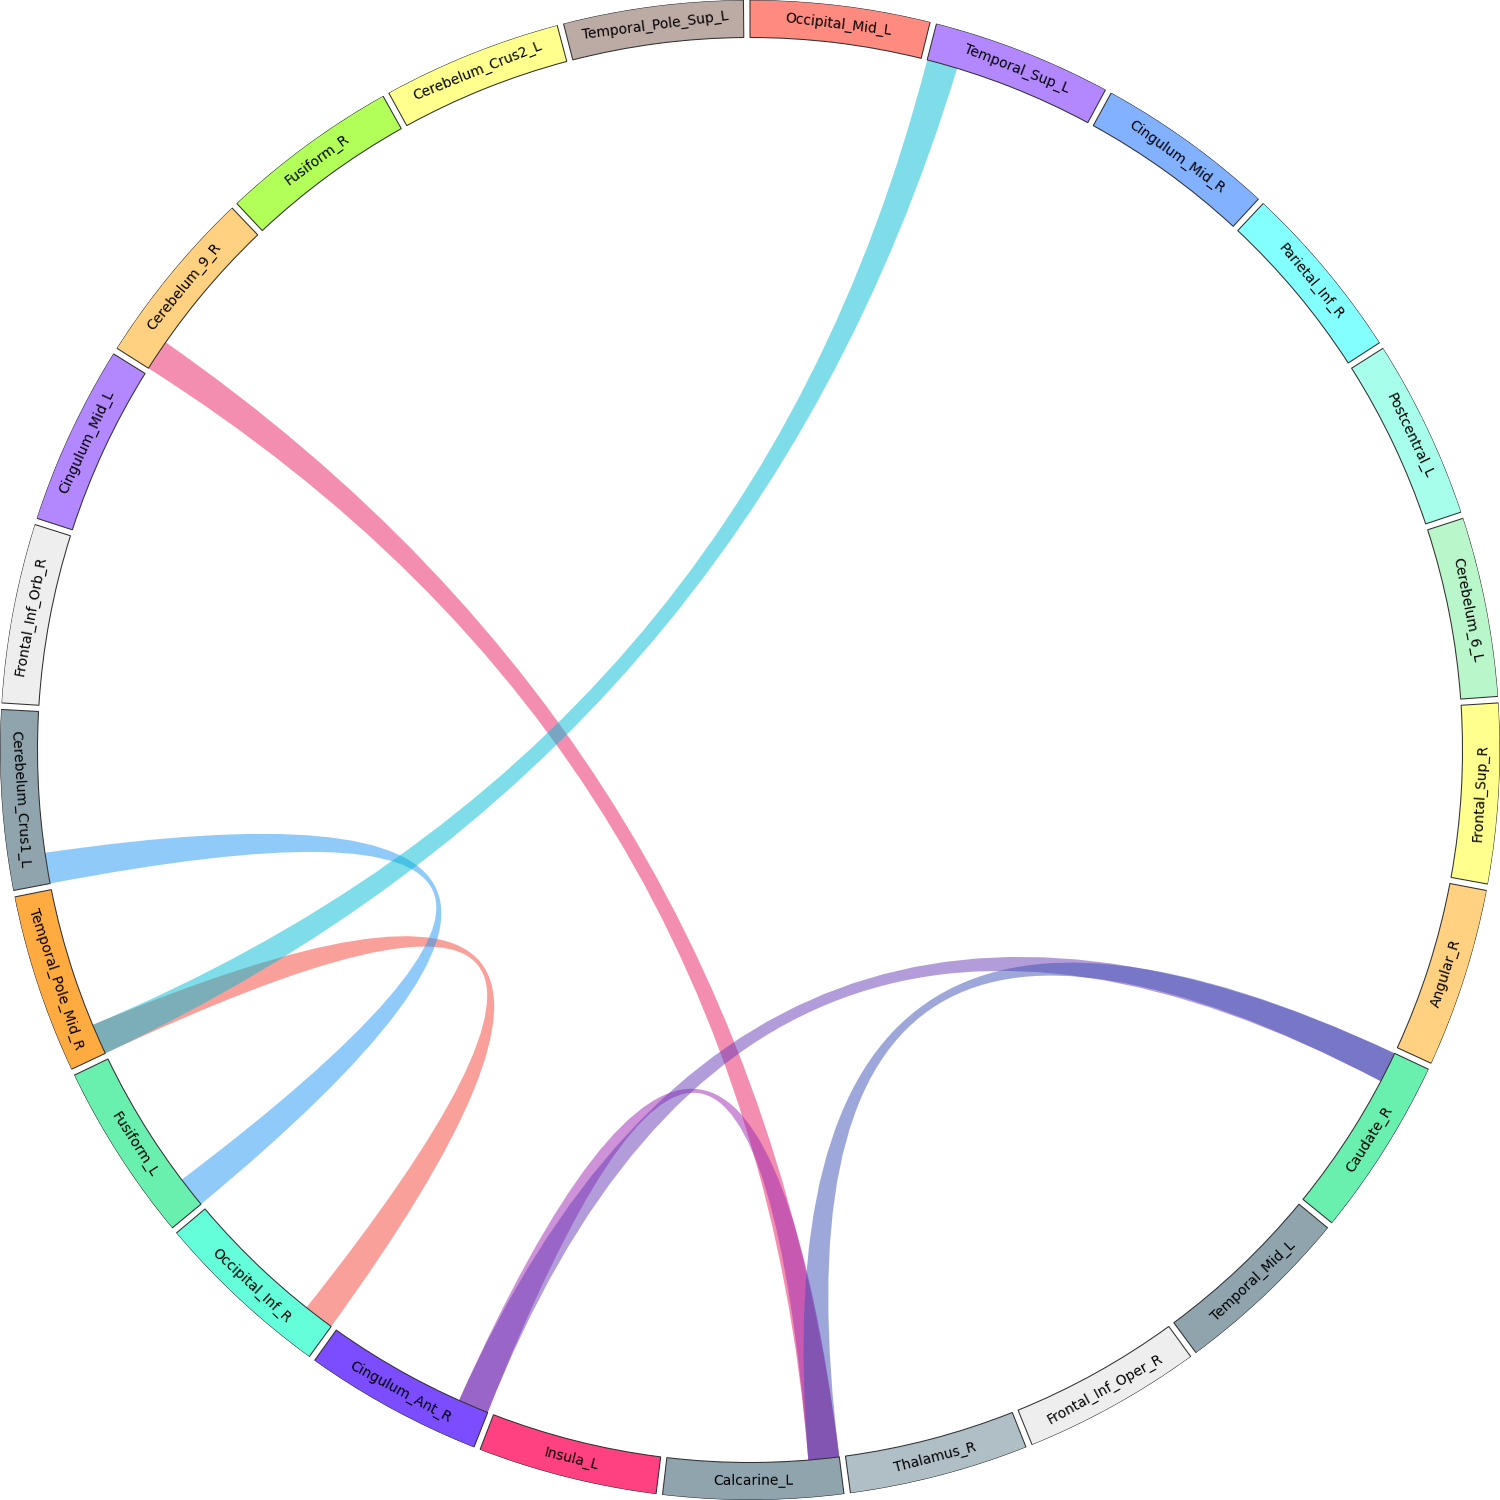 Occipital_Mid_L
Temporal_Sup_L
Cingulum_Mid_R
Parietal_Inf_R
Postcentral_L
Cerebelum_6_L
Frontal_Sup_R
Angular_R
Caudate_R
Temporal_Mid_L
Frontal_Inf_Oper_R
Thalamus_R
Calcarine_L
Insula_L
Cingulum_Ant_R
Occipital_Inf_R
Fusiform_L
Temporal_Pole_Mid_R
Cerebelum_Crus1_L
Frontal_Inf_Orb_R
Cingulum_Mid_L
Cerebelum_9_R
Fusiform_R
Cerebelum_Crus2_L
Temporal_Pole_Sup_L